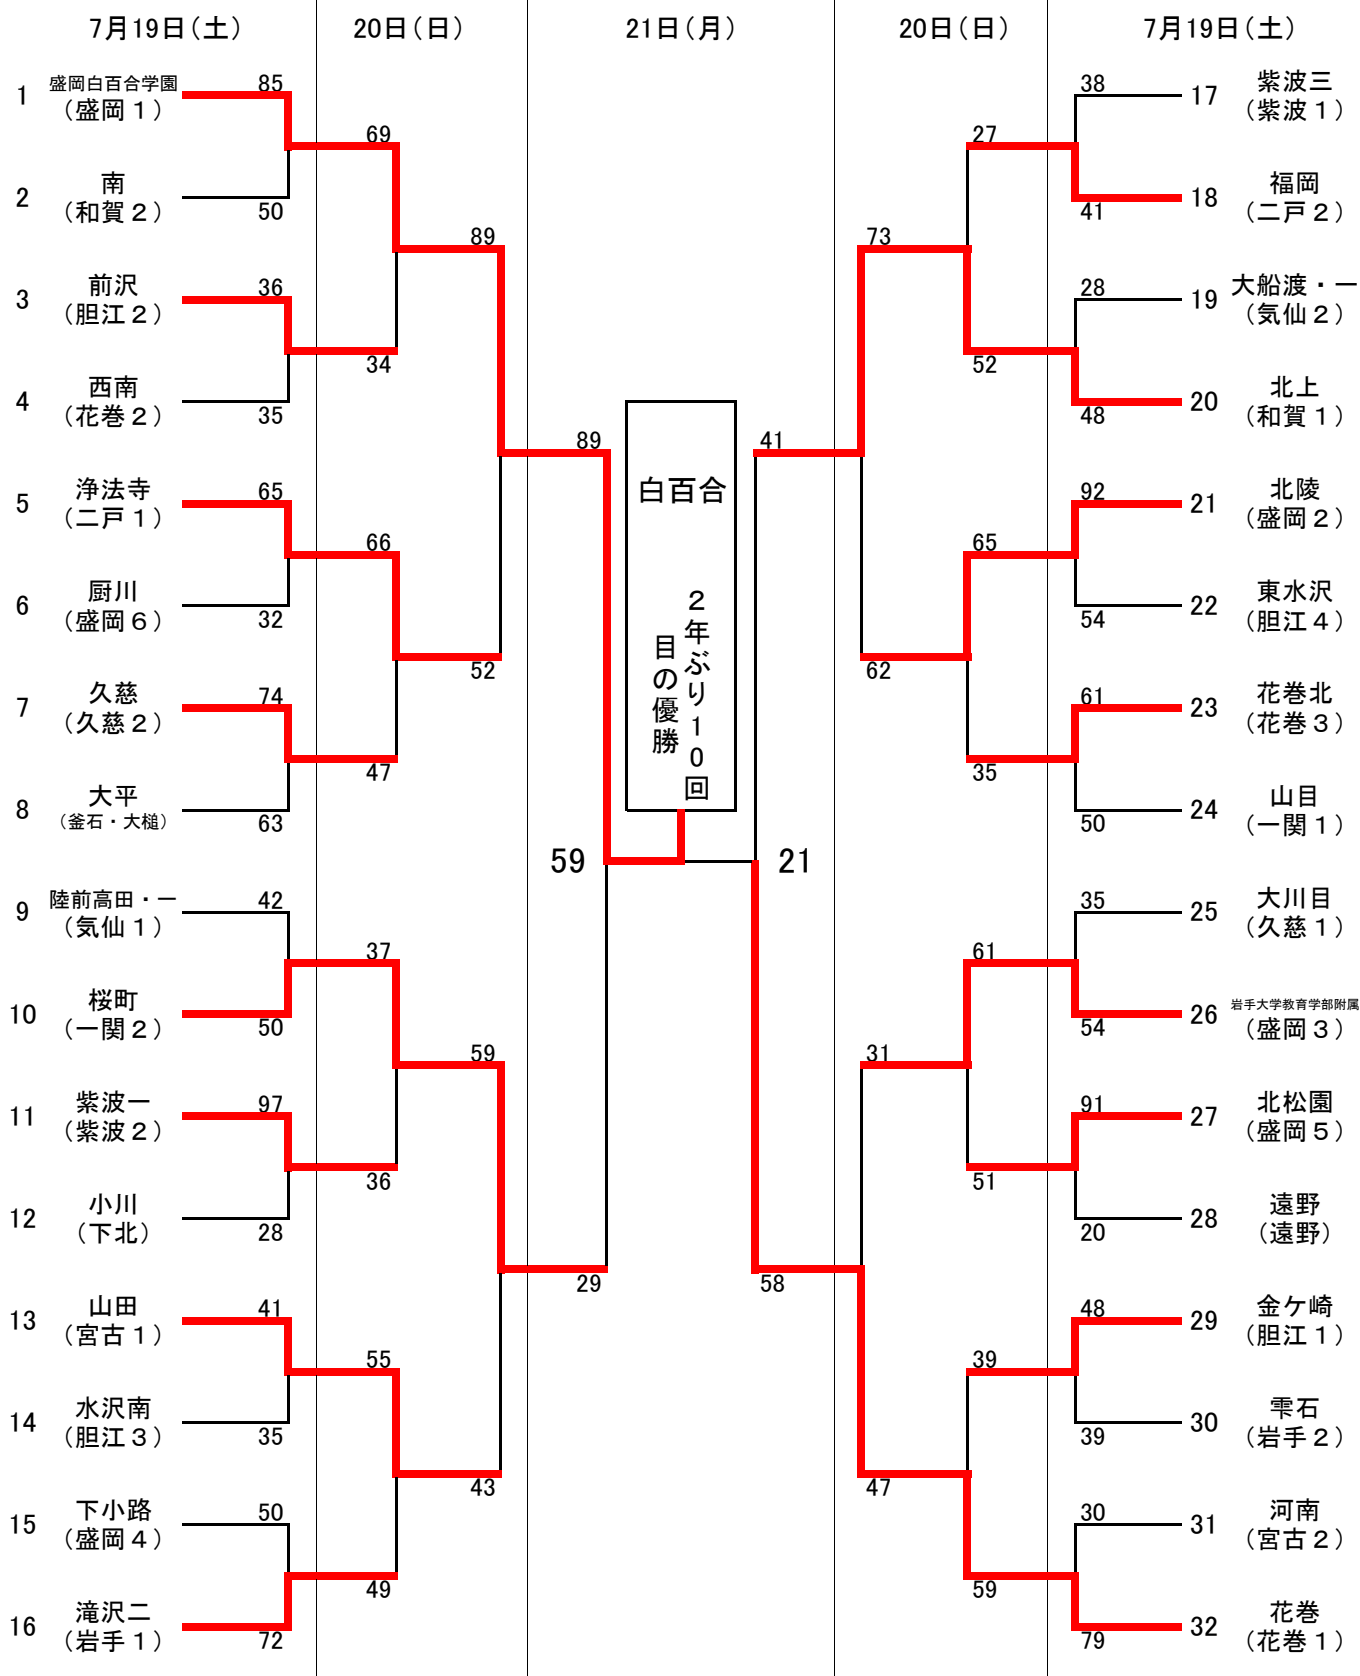 7月19日（土）
20日（日）
21日（月）
20日（日）
7月19日（土）
1
盛岡白百合学園
（盛岡１）
85
2
南
（和賀２）
50
69
3
前沢
（胆江２）
36
4
西南
（花巻２）
35
34
89
5
浄法寺
（二戸１）
65
6
厨川
（盛岡６）
32
66
7
久慈
（久慈２）
74
8
大平
（釜石・大槌）
63
47
52
89
9
陸前高田・一
（気仙１）
42
10
桜町
（一関２）
50
37
11
紫波一
（紫波２）
97
12
小川
（下北）
28
36
59
13
山田
（宮古１）
41
14
水沢南
（胆江３）
35
55
15
下小路
（盛岡４）
50
16
滝沢二
（岩手１）
72
49
43
29
59
白百合
２年ぶり１０回
目の優勝
21
38
17
紫波三
（紫波１）
41
18
福岡
（二戸２）
27
28
19
大船渡・一
（気仙２）
48
20
北上
（和賀１）
52
73
92
21
北陵
（盛岡２）
54
22
東水沢
（胆江４）
65
61
23
花巻北
（花巻３）
50
24
山目
（一関１）
35
62
41
35
25
大川目
（久慈１）
54
26
岩手大学教育学部附属
（盛岡３）
61
91
27
北松園
（盛岡５）
20
28
遠野
（遠野）
51
31
48
29
金ケ崎
（胆江１）
39
30
雫石
（岩手２）
39
30
31
河南
（宮古２）
79
32
花巻
（花巻１）
59
47
58